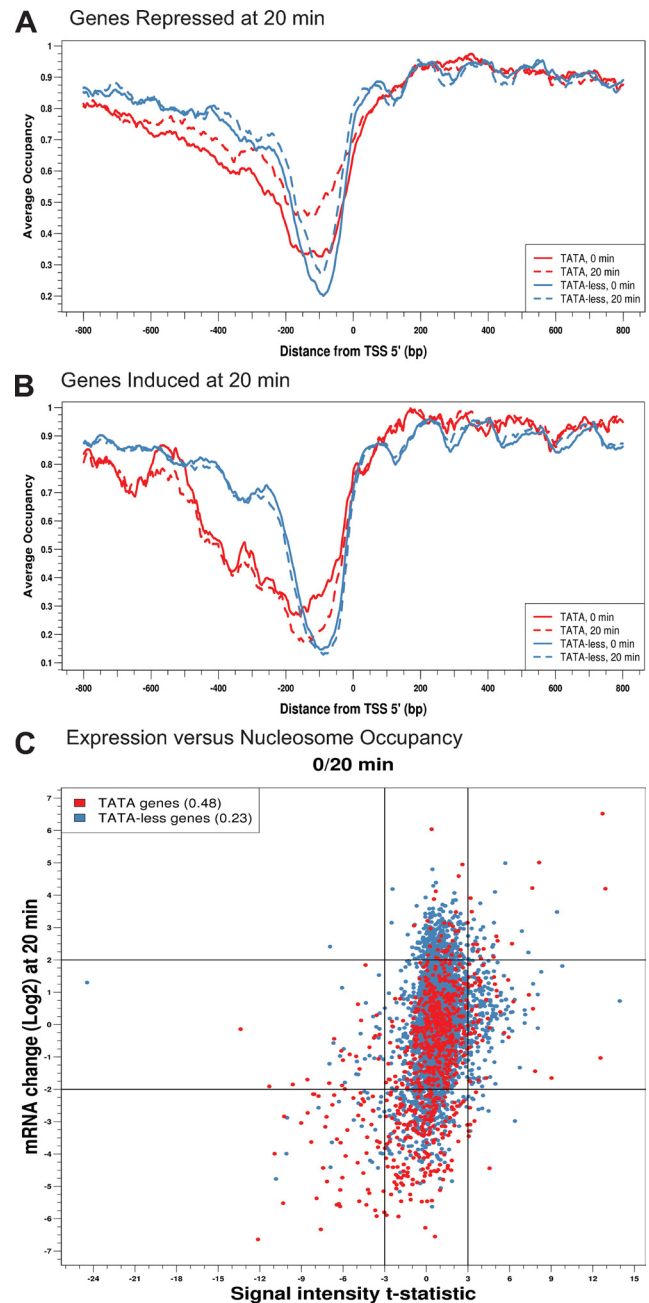 A Genes Repressed at 20 min
1
0.9
0.8
0.7
0.6
0.5
0.4
0.3
0.2
Average Occupancy
TATA, 0 min
TATA, 20 min
TATA-less, 0 min
TATA-less, 20 min
-800 -600 -400 -200 0 200 400 600 800
Distance from TSS 5' (bp)
B Genes Induced at 20 min
1
0.9
0.8
0.7
0.6
0.5
0.4
0.3
0.2
0.1
Average Occupancy
TATA, 0 min
TATA, 20 min
TATA-less, 0 min
TATA-less, 20 min
-800 -600 -400 -200 0 200 400 600 800
Distance from TSS 5' (bp)
C Expression versus Nucleosome Occupancy
0/20 min
TATA genes (0.48)
TATA-less genes (0.23)
7
6
5
4
3
2
1
0
-1
-2
-3
-4
-5
-6
-7
mRNA change (Log2) at 20 min
-24 -21 -18 -15 -12 -9 -6 -3 0 3 6 9 12 15
Signal intensity t-statistic